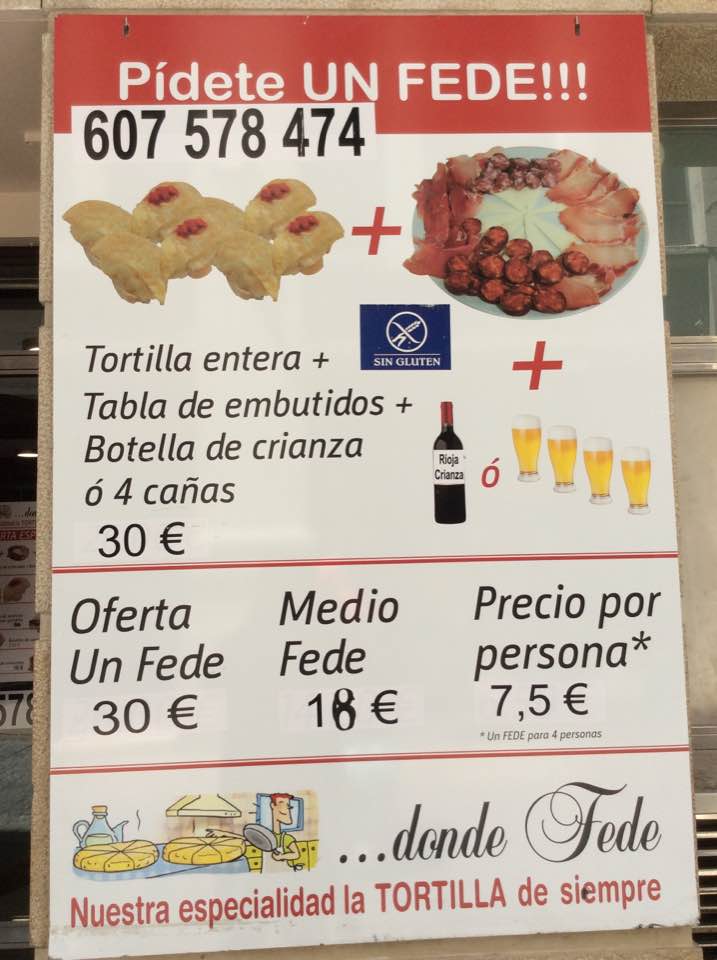 Pídete UN FEDE!!!
607 578 474
Tortilla entera +
SIN GLUTEN
Tabla de embutidos +
Botella de crianza
ó 4 cañas
30 €
Rioja
Crianza
ó
Oferta
Un Fede
30 €
Medio
Fede
18 €
Precio por
persona*
7,5 €
* Un FEDE para 4 personas
...donde Fede
Nuestra especialidad la TORTILLA de siempre